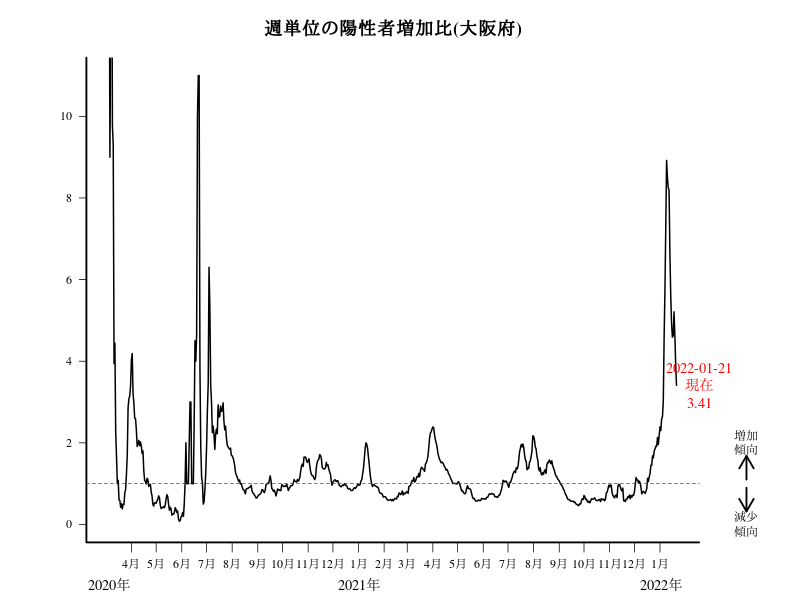 週単位の陽性者増加比(大阪府)
10
8
6
4
2
0
2022-01-21
現在
3.41
増加
傾向
減少
傾向
4月 5月 6月 7月 8月 9月 10月 11月 12月 1月 2月 3月 4月 5月 6月 7月 8月 9月 10月 11月 12月 1月
2020年 2021年 2022年